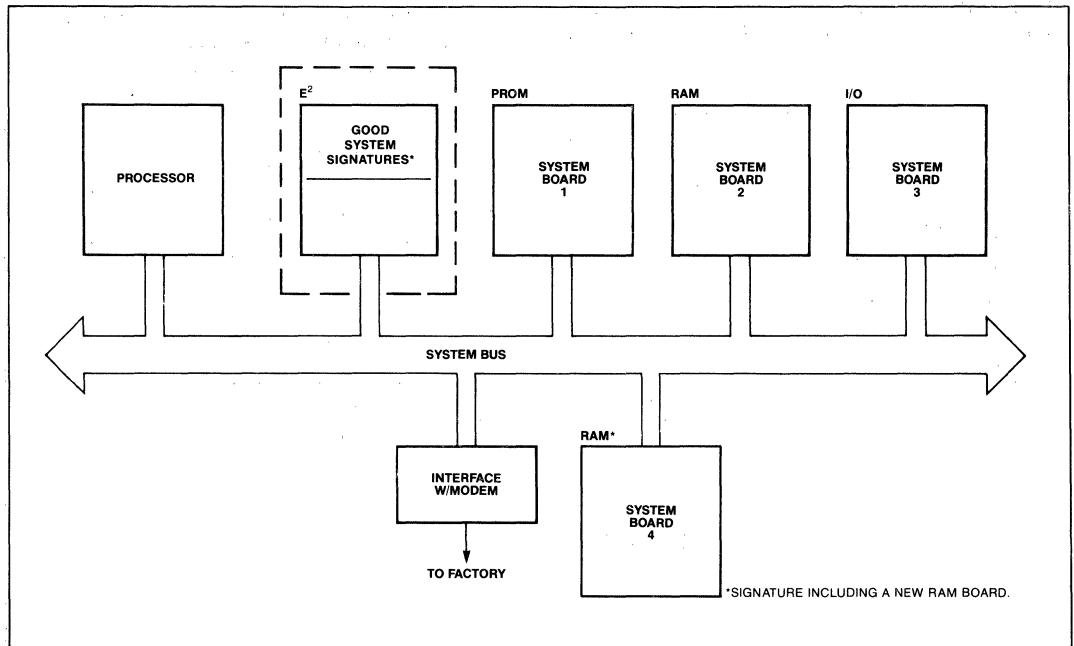 PROCESSOR
E²
GOOD
SYSTEM
SIGNATURES*
PROM
SYSTEM
BOARD
1
RAM
SYSTEM
BOARD
2
I/O
SYSTEM
BOARD
3
SYSTEM BUS
INTERFACE
W/MODEM
TO FACTORY
RAM*
SYSTEM
BOARD
4
*SIGNATURE INCLUDING A NEW RAM BOARD.